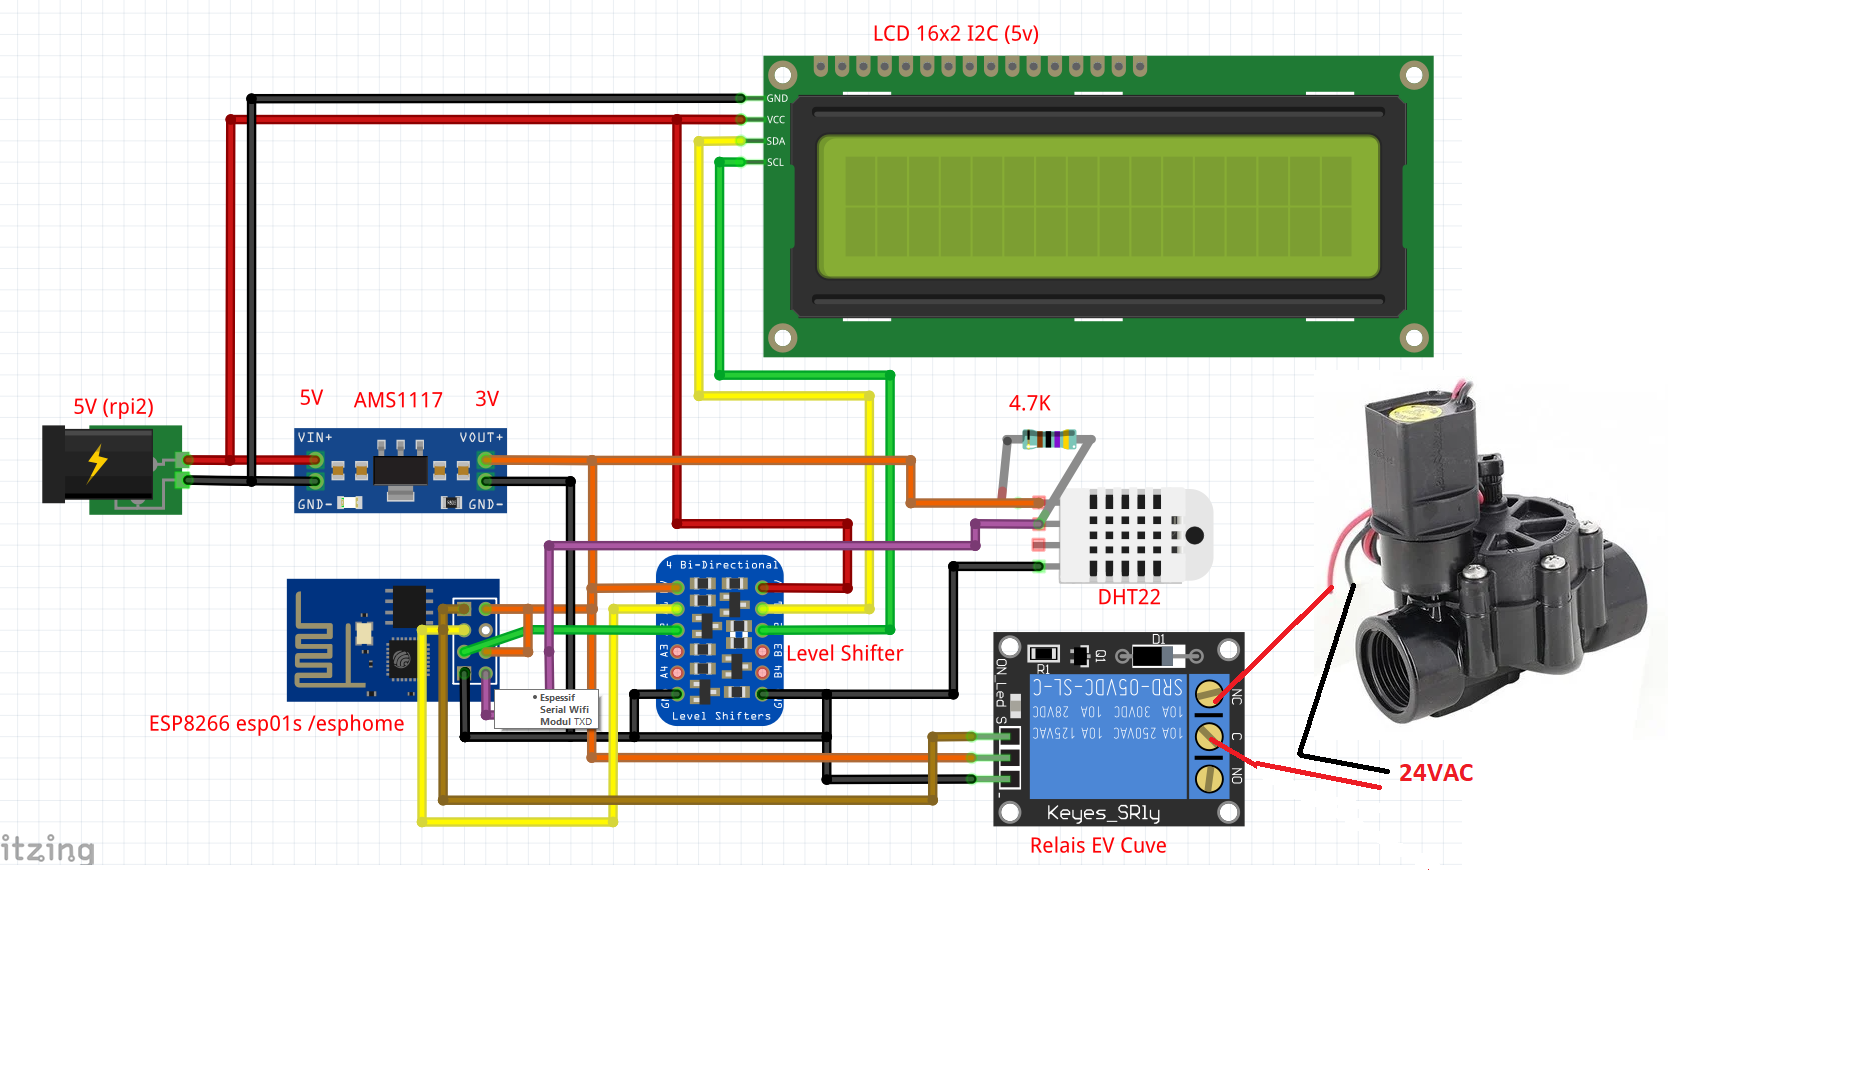 LCD 16x2 I2C (5v)
GND
VCC
SDA
SCL
5V (rpi2)
5V
AMS1117
3V
VIN+
VOUT+
GND-
GND-
4.7K
DHT22
4 Bi-Directional
A3
B3
A4
B4
Level Shifters
Level Shifter
ESP8266 esp01s /esphome
• Espessif
Serial Wifi
Modul TXD
R1
Q1
D1
ON Led
S
-
SRD-05VDC-SL-C
10A 30VDC 10A 28VDC
10A 250VAC 10A 125VAC
NC
C
NO
Keyes_SRly
Relais EV Cuve
24VAC
itzing